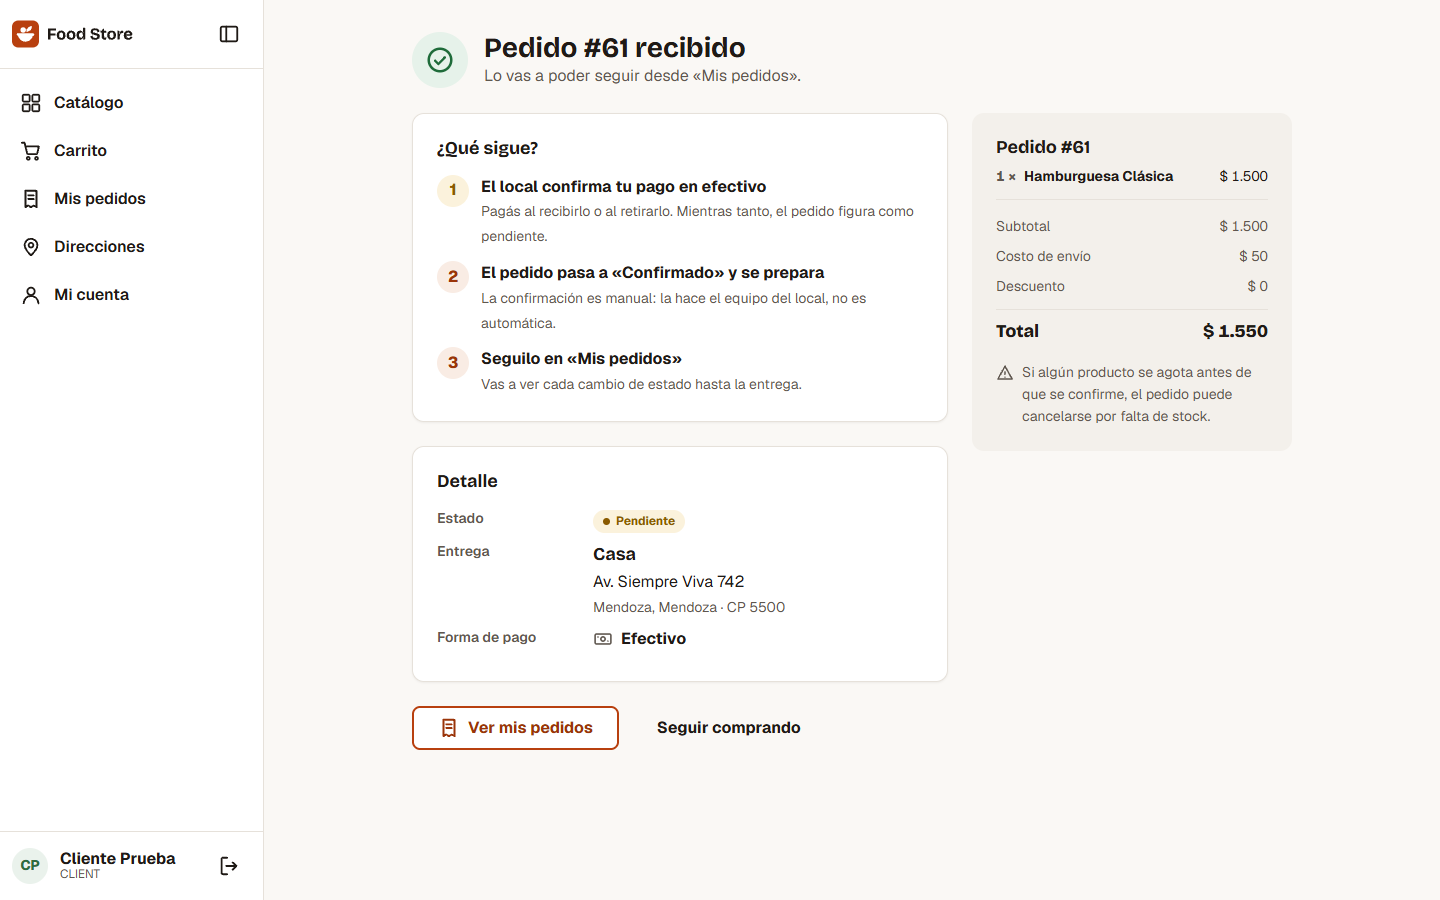 Food Store
Catálogo
Carrito
Mis pedidos
Direcciones
Mi cuenta
CP
Cliente Prueba
CLIENT
Pedido #61 recibido
Lo vas a poder seguir desde «Mis pedidos».
¿Qué sigue?
1
El local confirma tu pago en efectivo
Pagás al recibirlo o al retirarlo. Mientras tanto, el pedido figura como
pendiente.
2
El pedido pasa a «Confirmado» y se prepara
La confirmación es manual: la hace el equipo del local, no es
automática.
3
Seguilo en «Mis pedidos»
Vas a ver cada cambio de estado hasta la entrega.
Detalle
Estado
Pendiente
Entrega
Casa
Av. Siempre Viva 742
Mendoza, Mendoza · CP 5500
Forma de pago
Efectivo
Ver mis pedidos
Seguir comprando
Pedido #61
1 × Hamburguesa Clásica $ 1.500
Subtotal $ 1.500
Costo de envío $ 50
Descuento $ 0
Total $ 1.550
Si algún producto se agota antes de
que se confirme, el pedido puede
cancelarse por falta de stock.